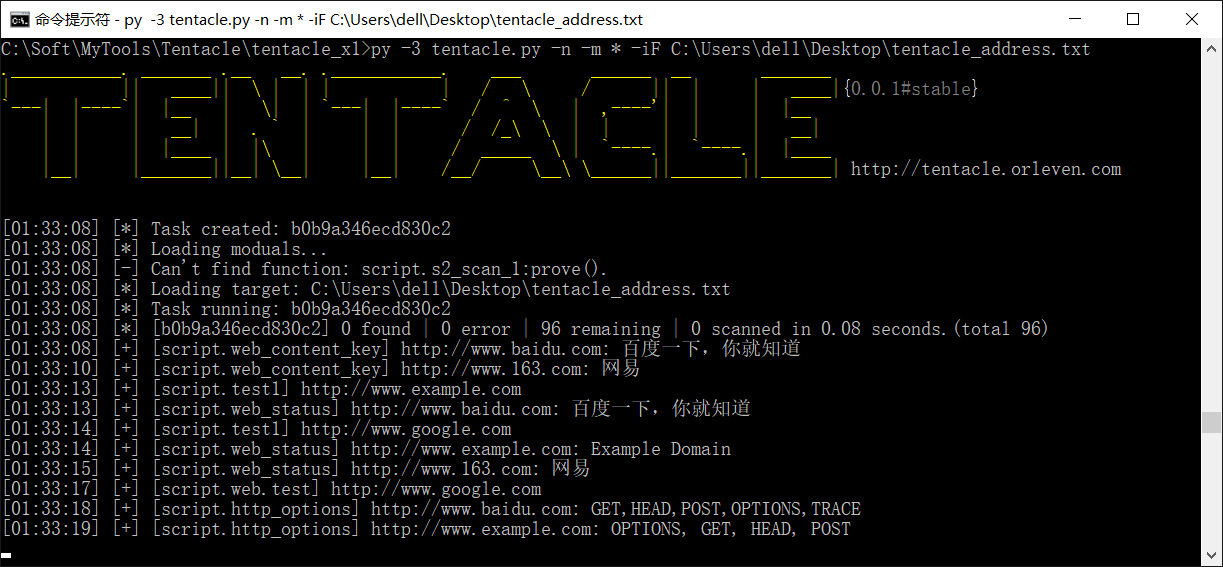 命令提示符 - py -3 tentacle.py -n -m * -iF C:\Users\dell\Desktop\tentacle_address.txt
C:\Soft\MyTools\Tentacle\tentacle_xl>py -3 tentacle.py -n -m * -iF C:\Users\dell\Desktop\tentacle_address.txt
TENTACLE
{0.0.1#stable}
http://tentacle.orleven.com
[01:33:08] [*] Task created: b0b9a346ecd830c2
[01:33:08] [*] Loading moduals...
[01:33:08] [-] Can't find function: script.s2_scan_1:prove().
[01:33:08] [*] Loading target: C:\Users\dell\Desktop\tentacle_address.txt
[01:33:08] [*] Task running: b0b9a346ecd830c2
[01:33:08] [*] [b0b9a346ecd830c2] 0 found | 0 error | 96 remaining | 0 scanned in 0.08 seconds.(total 96)
[01:33:08] [+] [script.web_content_key] http://www.baidu.com: 百度一下，你就知道
[01:33:10] [+] [script.web_content_key] http://www.163.com: 网易
[01:33:13] [+] [script.test1] http://www.example.com
[01:33:13] [+] [script.web_status] http://www.baidu.com: 百度一下，你就知道
[01:33:14] [+] [script.test1] http://www.google.com
[01:33:14] [+] [script.web_status] http://www.example.com: Example Domain
[01:33:15] [+] [script.web_status] http://www.163.com: 网易
[01:33:17] [+] [script.web.test] http://www.google.com
[01:33:18] [+] [script.http_options] http://www.baidu.com: GET,HEAD,POST,OPTIONS,TRACE
[01:33:19] [+] [script.http_options] http://www.example.com: OPTIONS, GET, HEAD, POST